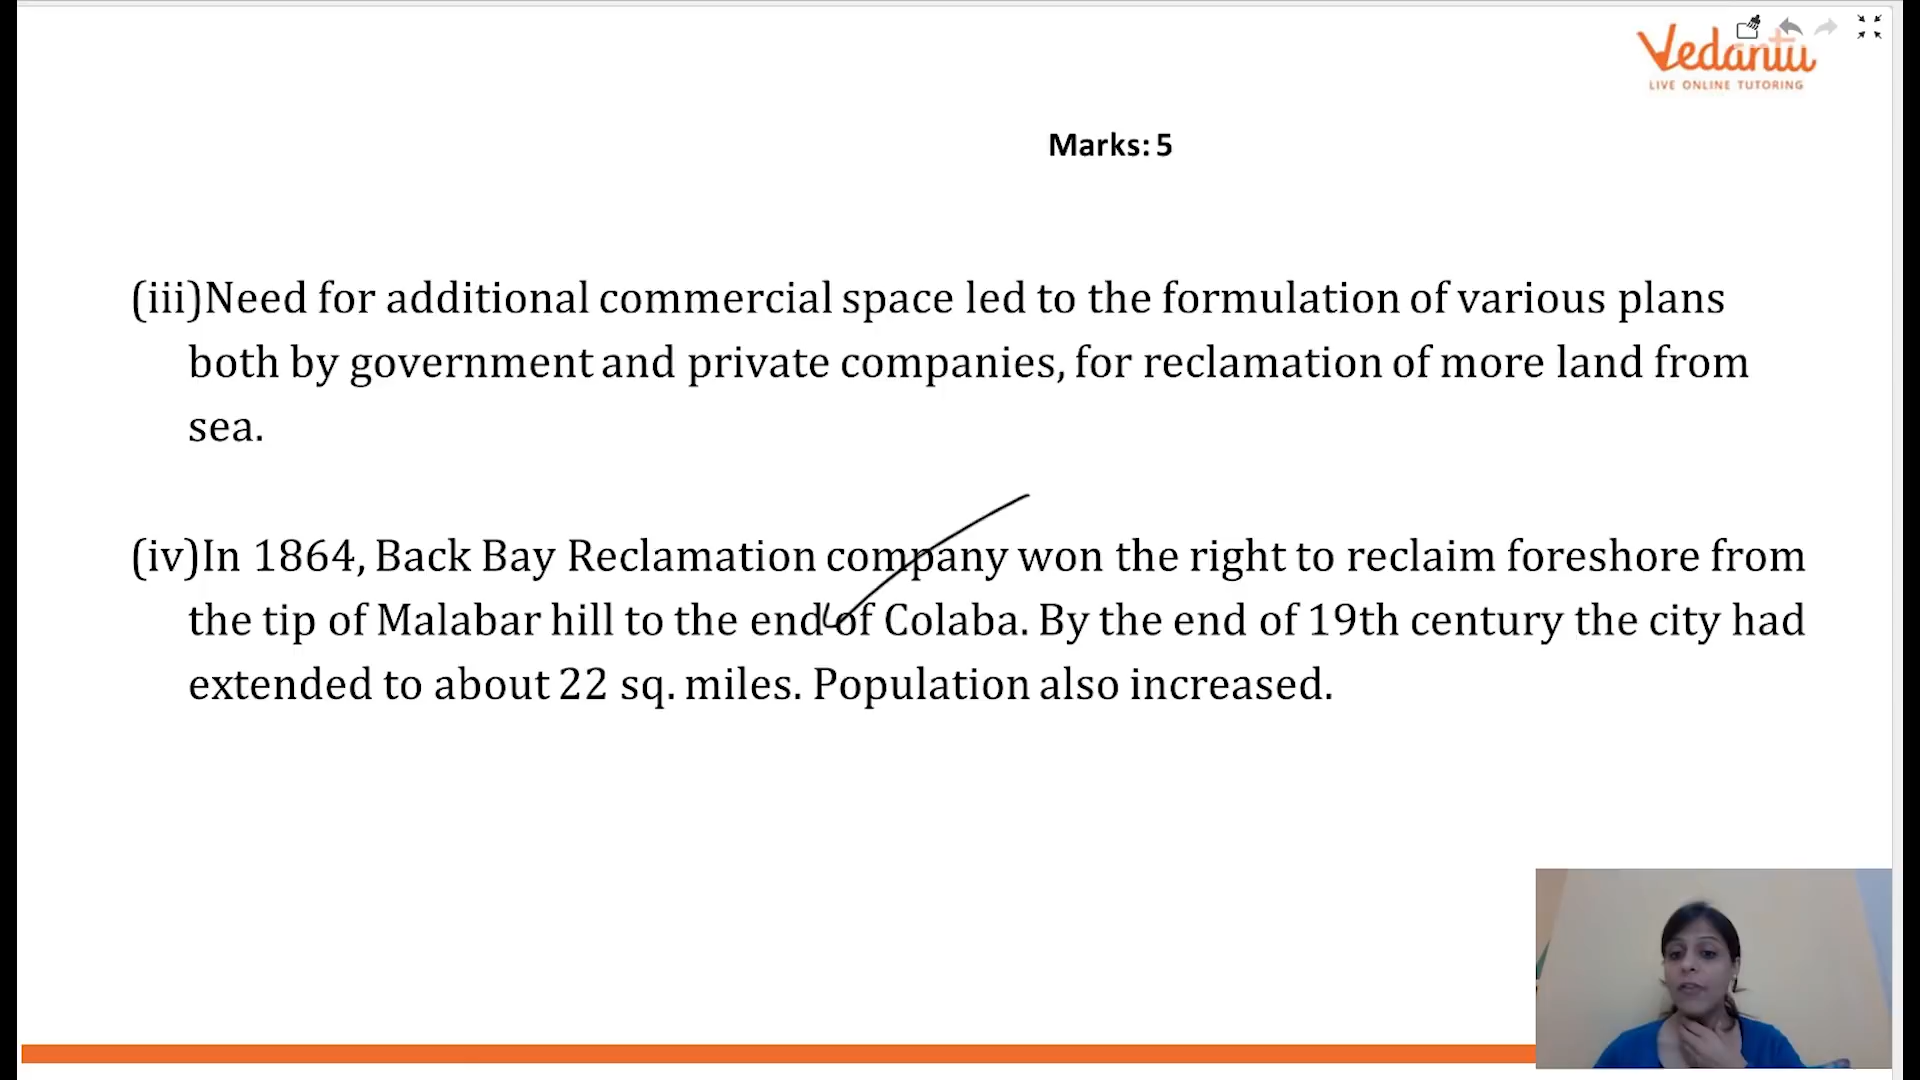 Vedantu
LIVE ONLINE TUTORING
Marks: 5
(iii)Need for additional commercial space led to the formulation of various plans
both by government and private companies, for reclamation of more land from
sea.
(iv)In 1864, Back Bay Reclamation company won the right to reclaim foreshore from
the tip of Malabar hill to the end of Colaba. By the end of 19th century the city had
extended to about 22 sq. miles. Population also increased.